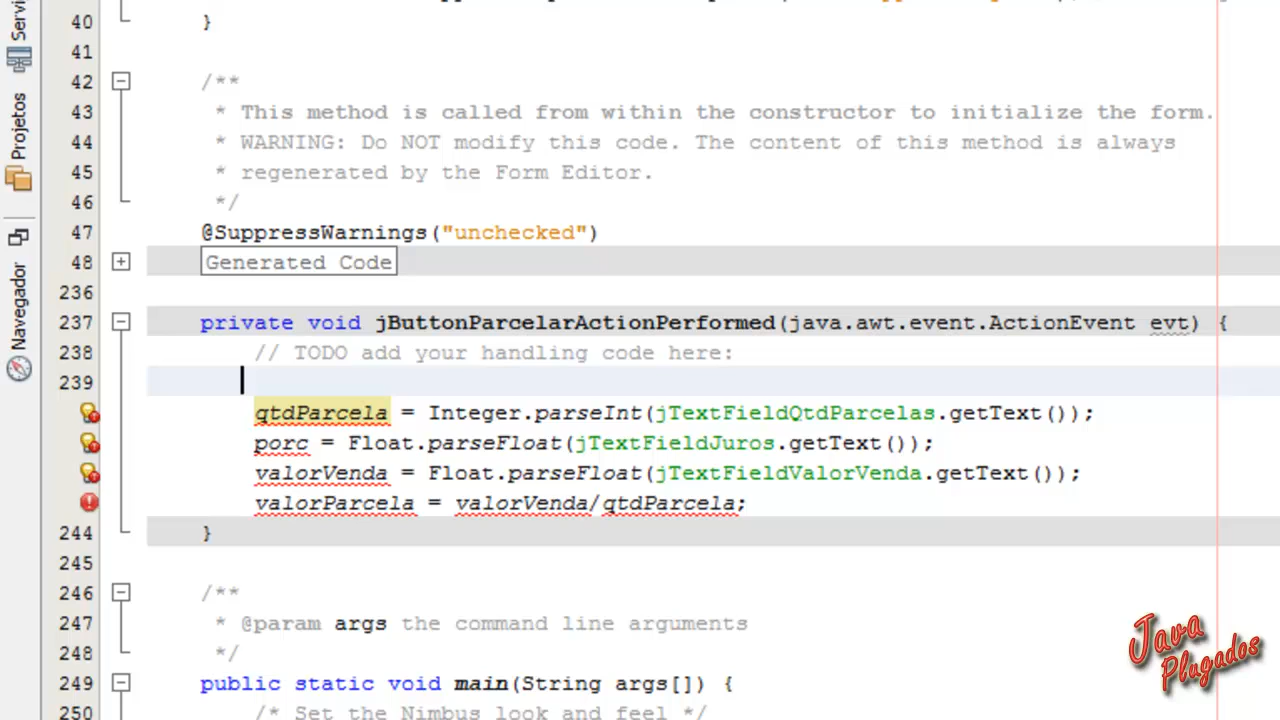 40 }
41
42 /**
43 * This method is called from within the constructor to initialize the form.
44 * WARNING: Do NOT modify this code. The content of this method is always
45 * regenerated by the Form Editor.
46 */
47 @SuppressWarnings("unchecked")
48 Generated Code
236
237 private void jButtonParcelarActionPerformed(java.awt.event.ActionEvent evt) {
238 // TODO add your handling code here:
239
qtdParcela = Integer.parseInt(jTextFieldQtdParcelas.getText());
porc = Float.parseFloat(jTextFieldJuros.getText());
valorVenda = Float.parseFloat(jTextFieldValorVenda.getText());
valorParcela = valorVenda/qtdParcela;
244 }
245
246 /**
247 * @param args the command line arguments
248 */
249 public static void main(String args[]) {
250 /* Set the Nimbus look and feel */
Projetos
Navegador
Java
Plugados